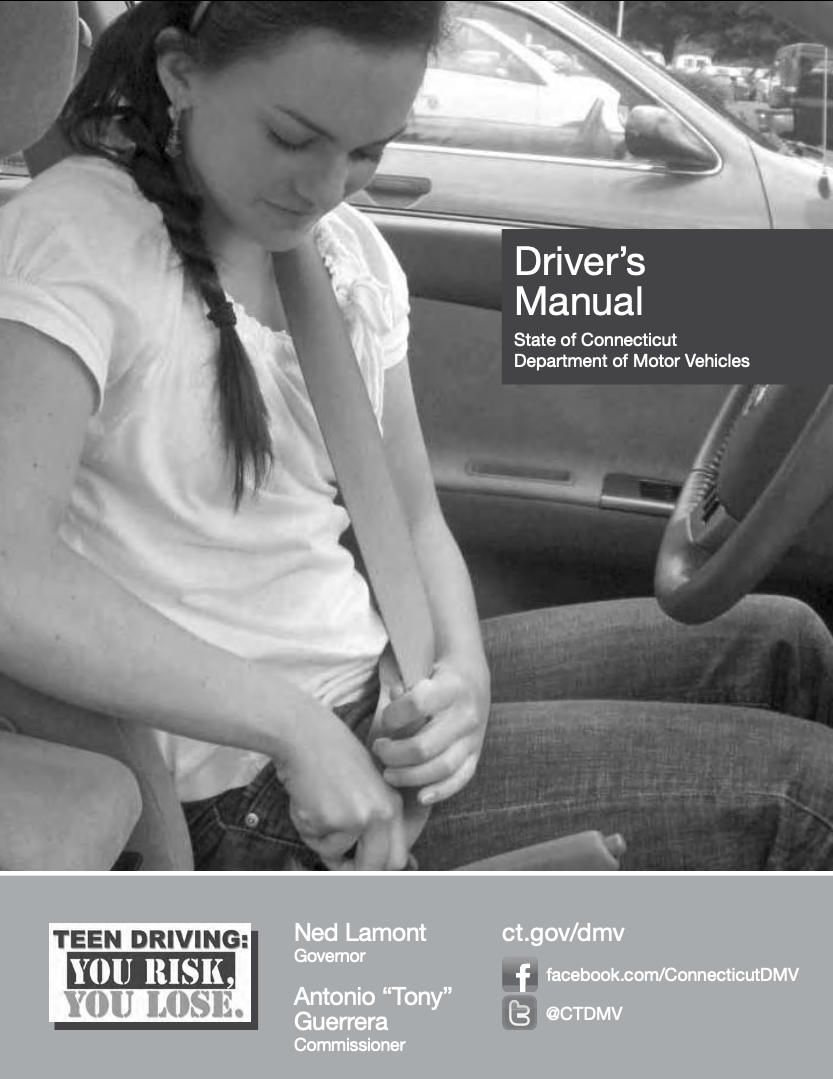 Driver’s
Manual
State of Connecticut
Department of Motor Vehicles
TEEN DRIVING:
YOU RISK,
YOU LOSE.
Ned Lamont
Governor
Antonio “Tony”
Guerrera
Commissioner
ct.gov/dmv
facebook.com/ConnecticutDMV
@CTDMV